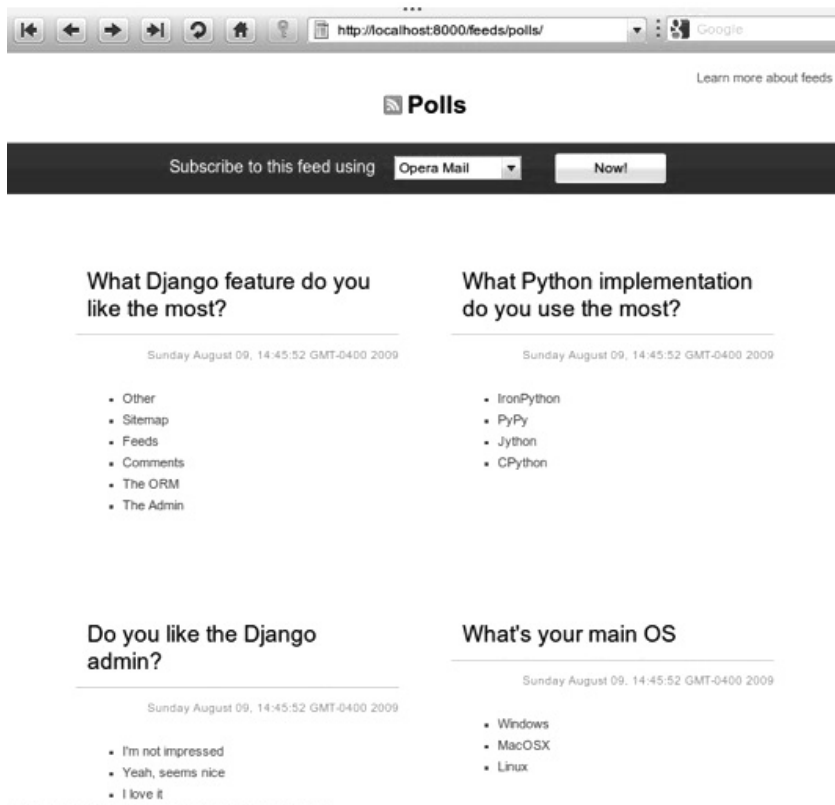 http://localhost:8000/feeds/polls/
Google
Learn more about feeds
Polls
Subscribe to this feed using
Opera Mail
Now!
What Django feature do you
like the most?
Sunday August 09, 14:45:52 GMT-0400 2009
Other
Sitemap
Feeds
Comments
The ORM
The Admin
What Python implementation
do you use the most?
Sunday August 09, 14:45:52 GMT-0400 2009
IronPython
PyPy
Jython
CPython
Do you like the Django
admin?
Sunday August 09, 14:45:52 GMT-0400 2009
I'm not impressed
Yeah, seems nice
I love it
What's your main OS
Sunday August 09, 14:45:52 GMT-0400 2009
Windows
MacOSX
Linux